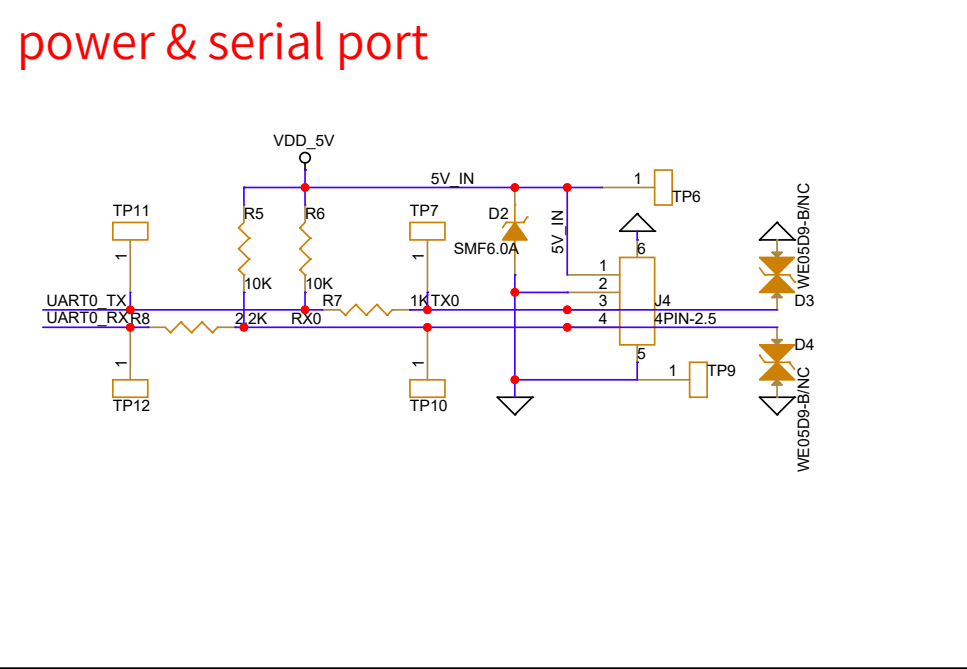 power & serial port
VDD_5V
5V_IN
1
TP6
TP11
R5
R6
TP7
D2
5V_IN
WE05D9-B/NC
1
1
SMF6.0A
6
10K
10K
1
2
UART0_TX
R7
1K
TX0
3
J4
D3
UART0_RX
R8
2.2K
RX0
4
4PIN-2.5
1
1
5
D4
1
TP9
TP12
TP10
WE05D9-B/NC